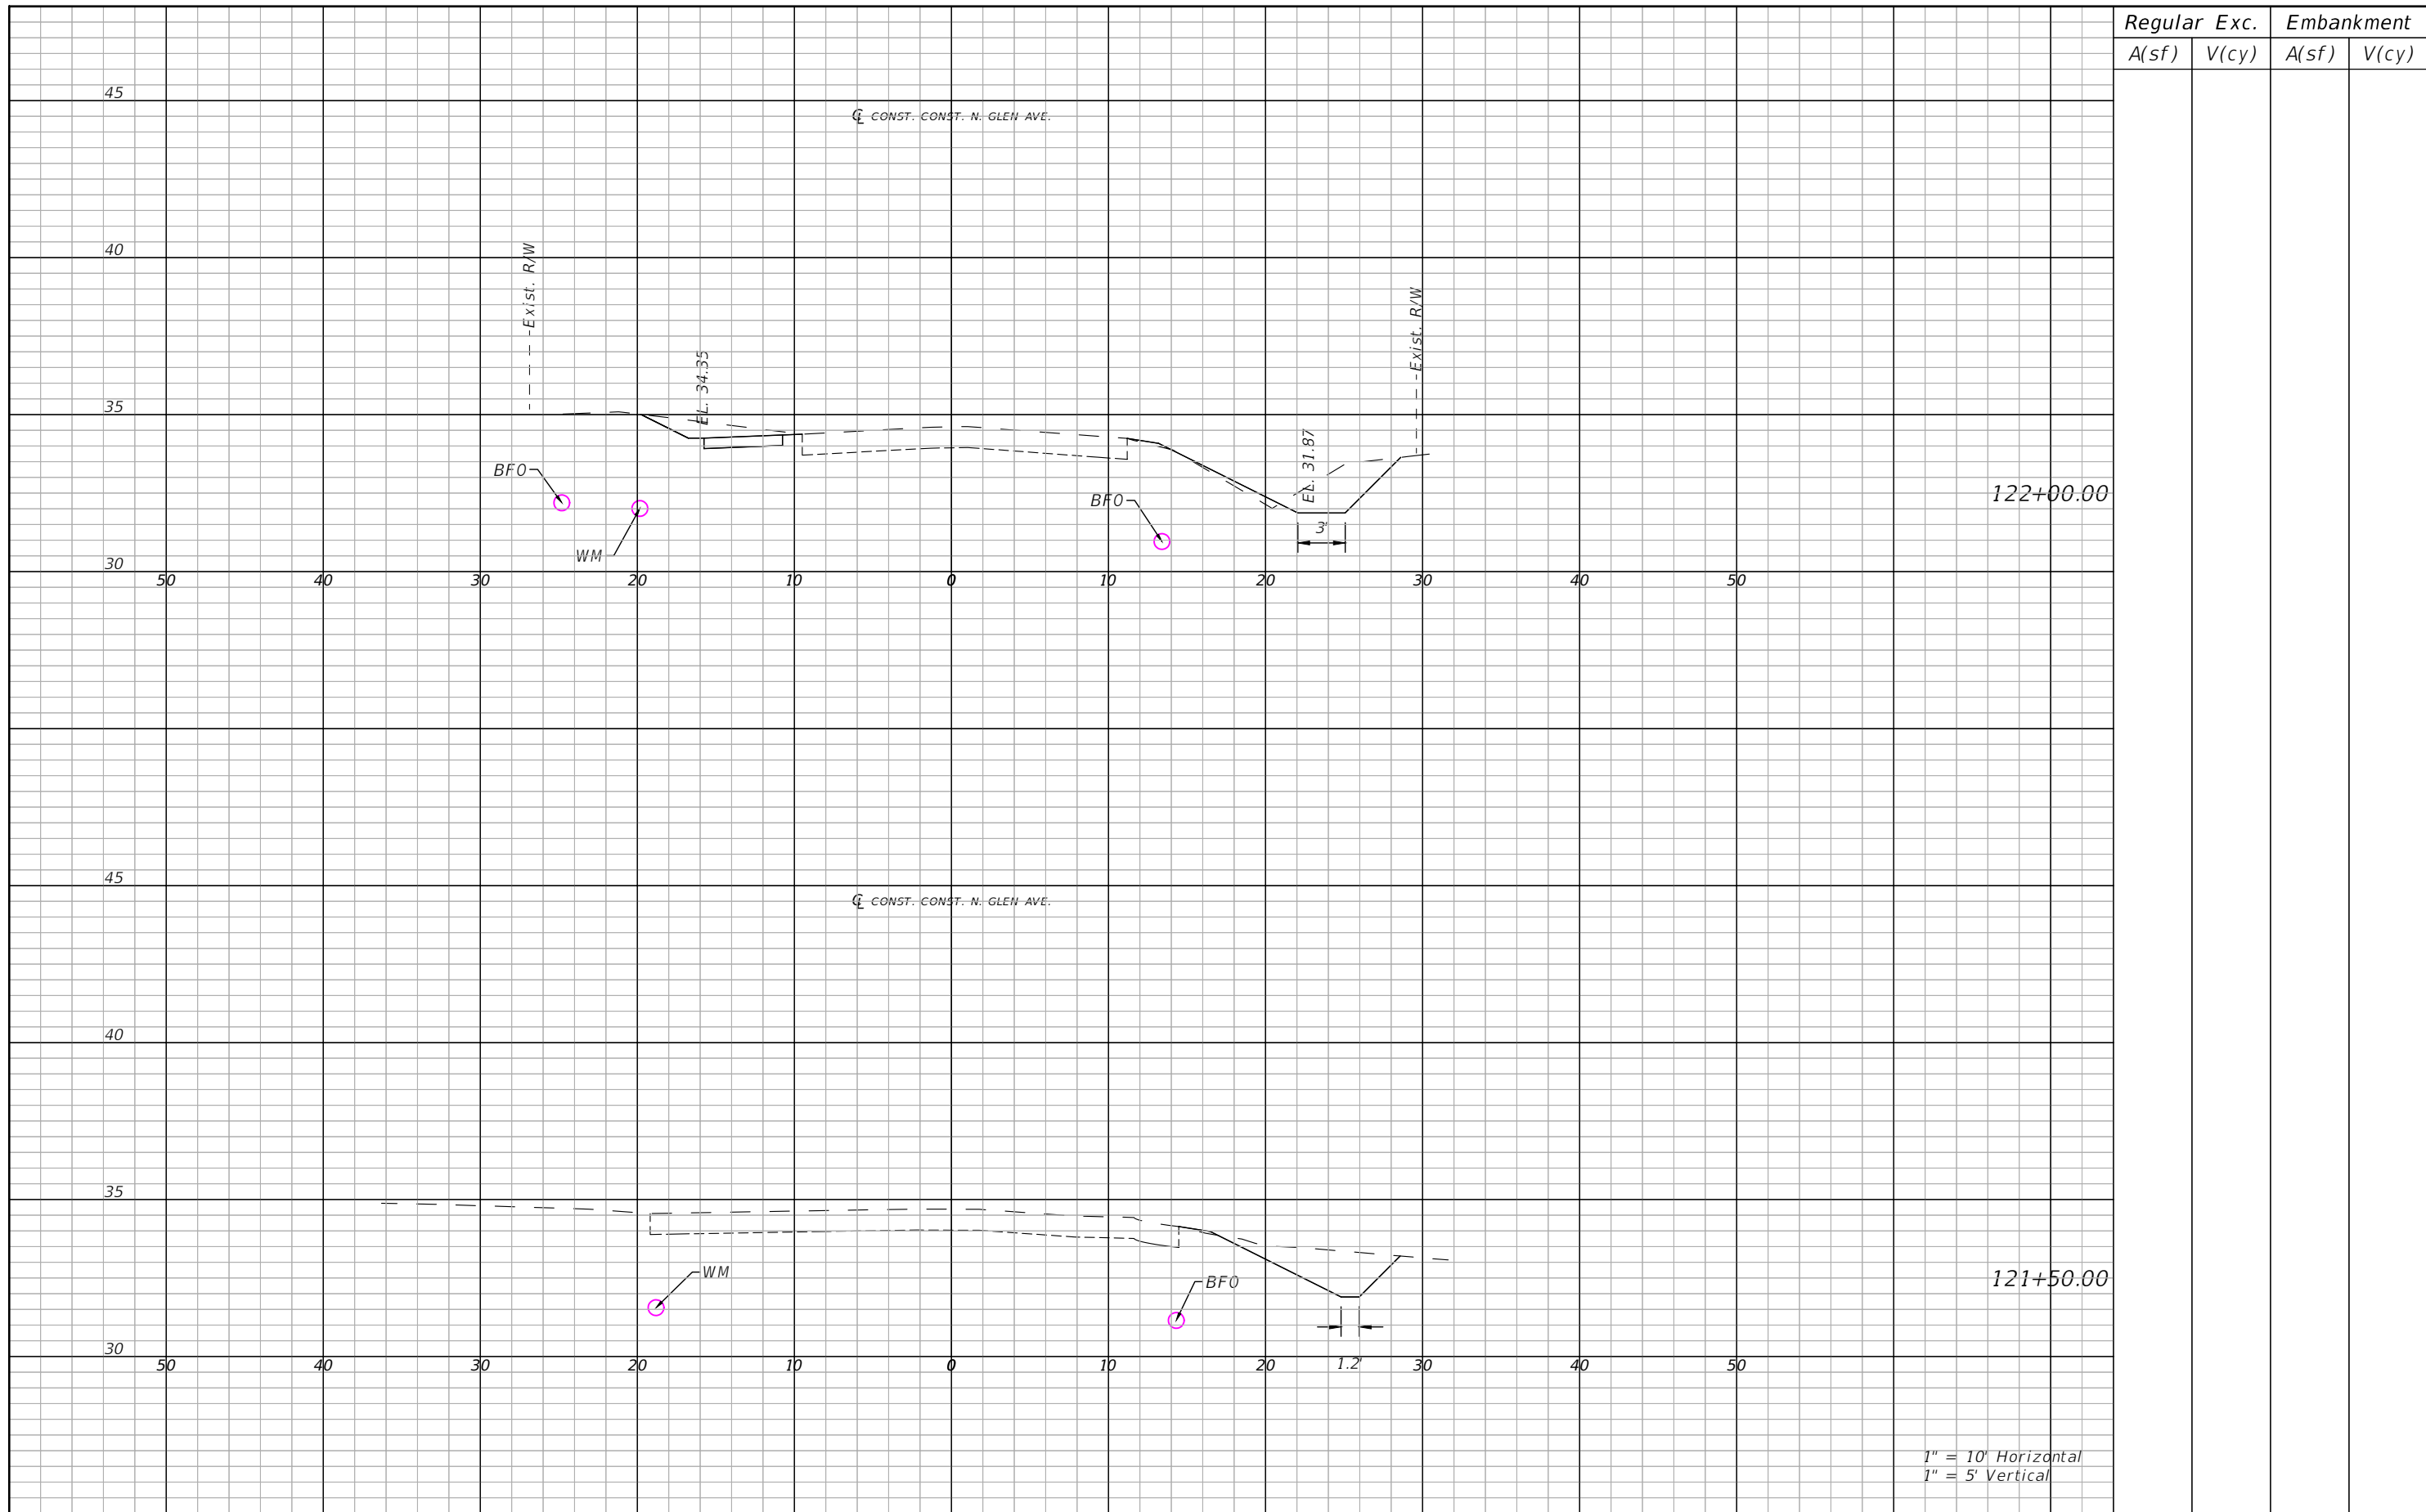 Regular Exc. Embankment
A(sf) V(cy) A(sf) V(cy)
45
℄ CONST. CONST. N. GLEN AVE.
40
Exist. R/W
Exist. R/W
35
EL. 34.35
EL. 31.87
BFO
BFO
122+00.00
3'
WM
30
50 40 30 20 10 0 10 20 30 40 50
45
℄ CONST. CONST. N. GLEN AVE.
40
35
WM
BFO
121+50.00
30
50 40 30 20 10 0 10 20 1.2' 30 40 50
1" = 10' Horizontal
1" = 5' Vertical